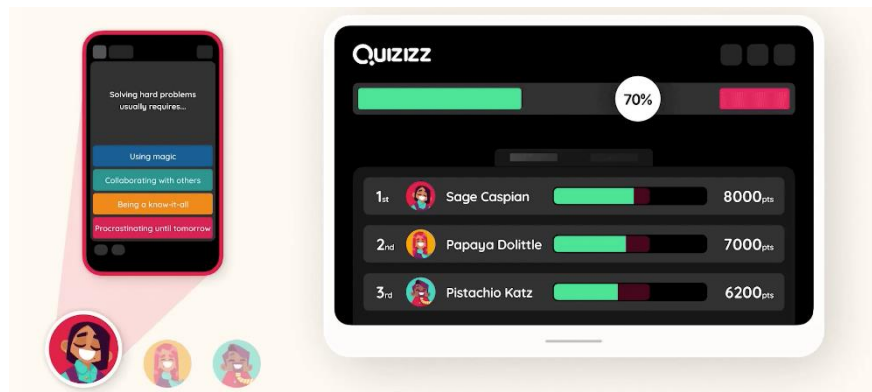 Solving hard problems
usually requires...
Using magic
Collaborating with others
Being a know-it-all
Procrastinating until tomorrow
Quizizz
70%
1st Sage Caspian 8000pts
2nd Papaya Dolittle 7000pts
3rd Pistachio Katz 6200pts